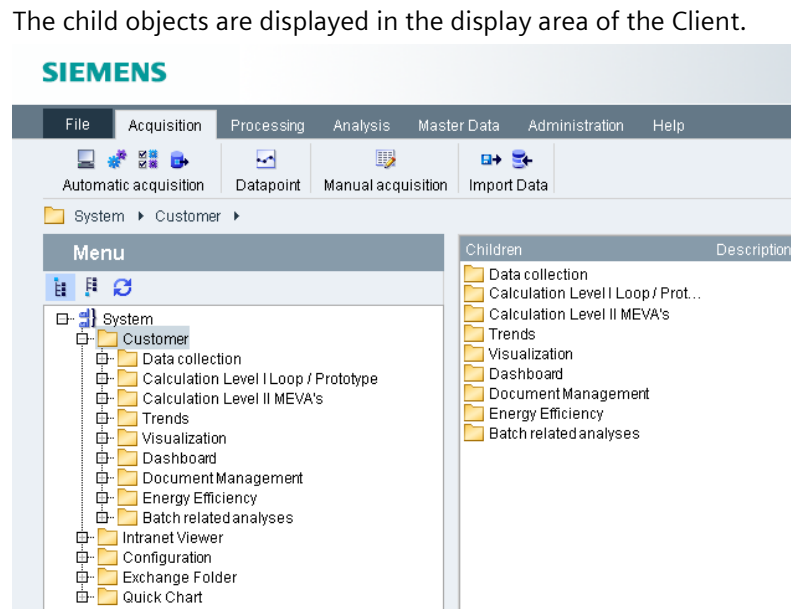 The child objects are displayed in the display area of the Client.
SIEMENS
File Acquisition Processing Analysis Master Data Administration Help
Automatic acquisition Datapoint Manual acquisition Import Data
System Customer
Menu
System
Customer
Data collection
Calculation Level I Loop / Prototype
Calculation Level II MEVA's
Trends
Visualization
Dashboard
Document Management
Energy Efficiency
Batch related analyses
Intranet Viewer
Configuration
Exchange Folder
Quick Chart
Children Description
Data collection
Calculation Level I Loop / Prot...
Calculation Level II MEVA's
Trends
Visualization
Dashboard
Document Management
Energy Efficiency
Batch related analyses